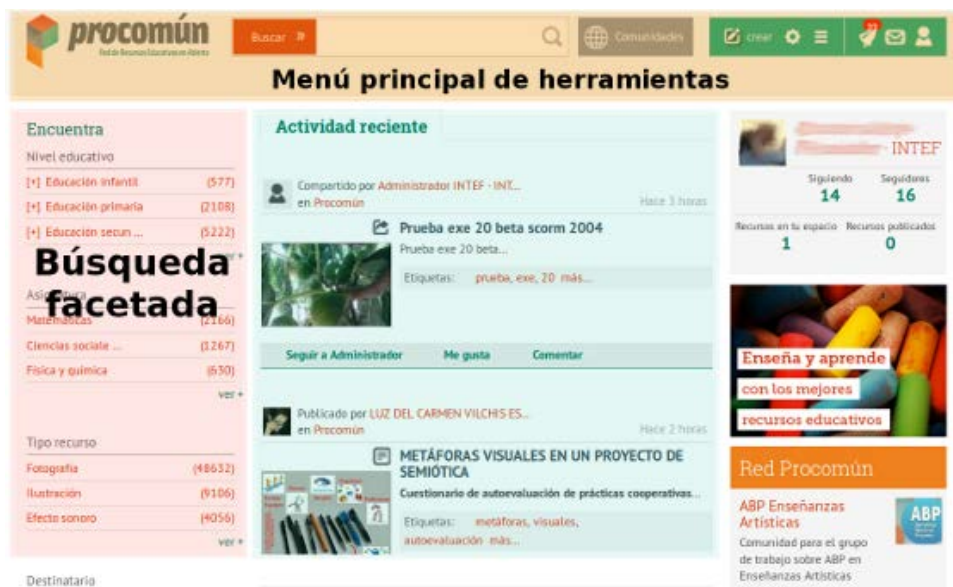 procomún
Red de Recursos Educativos en Abierto
Buscar
Comunidades
crear
Menú principal de herramientas
Encuentra
Nivel educativo
[+] Educación infantil (577)
[+] Educación primaria (2108)
[+] Educación secun ... (5222)
Búsqueda
facetada
Asignatura
Matemáticas (2166)
Ciencias sociale ... (1267)
Física y química (630)
ver +
Tipo recurso
Fotografía (48632)
Ilustración (9106)
Efecto sonoro (4056)
ver +
Destinatario
Actividad reciente
Compartido por Administrador INTEF - INT...
en Procomún Hace 3 horas
Prueba exe 20 beta scorm 2004
Prueba exe 20 beta...
Etiquetas: prueba, exe, 20 más...
Seguir a Administrador Me gusta Comentar
Publicado por LUZ DEL CARMEN VILCHIS ES...
en Procomún Hace 2 horas
METÁFORAS VISUALES EN UN PROYECTO DE
SEMIÓTICA
Cuestionario de autoevaluación de prácticas cooperativas...
Etiquetas: metáforas, visuales,
autoevaluación más...
INTEF
Siguiendo Seguidores
14 16
Recursos en tu espacio Recursos publicados
1 0
Enseña y aprende
con los mejores
recursos educativos
Red Procomún
ABP Enseñanzas
Artísticas
ABP
Comunidad para el grupo
de trabajo sobre ABP en
Enseñanzas Artísticas